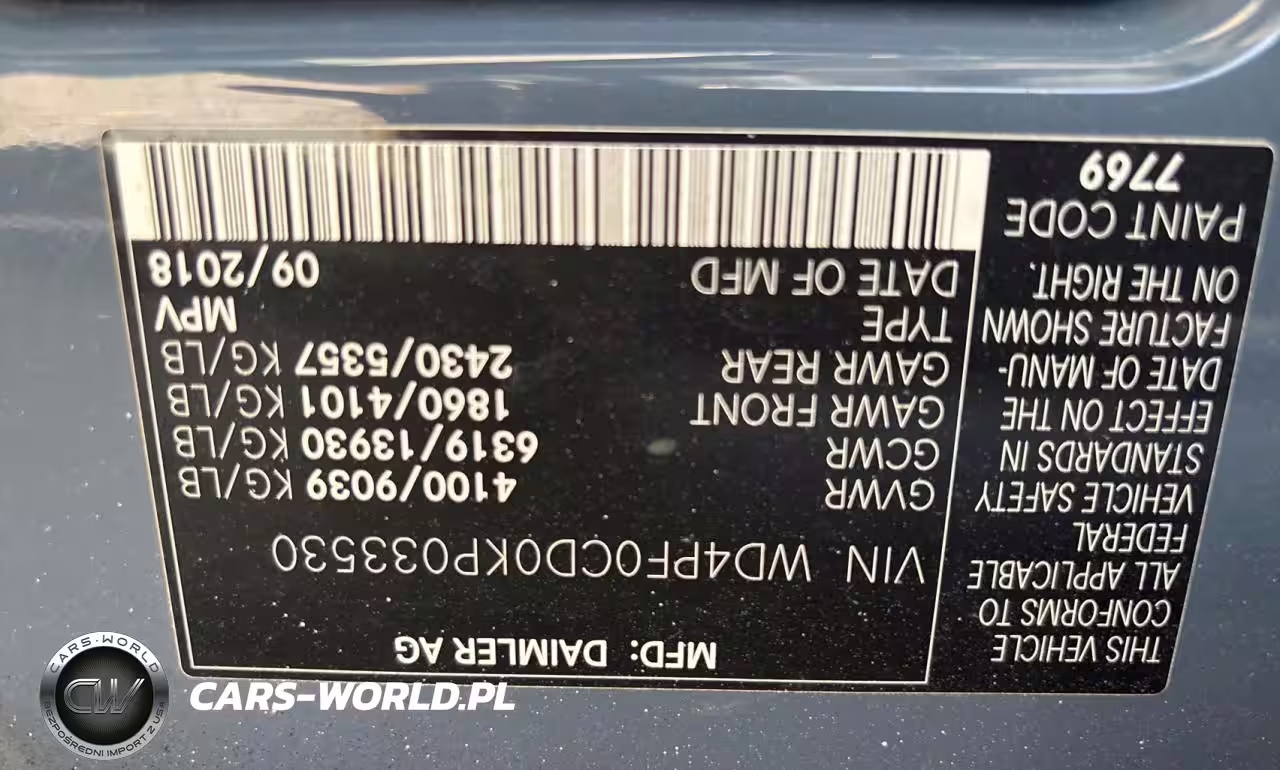 MFD: DAIMLER AG
VIN WD4PF0CD0KP033530
GVWR 4100/9039 KG/LB
GCWR 6319/13930 KG/LB
GAWR FRONT 1860/4101 KG/LB
GAWR REAR 2430/5357 KG/LB
TYPE MPV
DATE OF MFD 09/2018
THIS VEHICLE
CONFORMS TO
ALL APPLICABLE
FEDERAL
VEHICLE SAFETY
STANDARDS IN
EFFECT ON THE
DATE OF MANU-
FACTURE SHOWN
ON THE RIGHT.
PAINT CODE
7769
CARS-WORLD
CW
BEZPOŚREDNI IMPORT Z USA
CARS-WORLD.PL